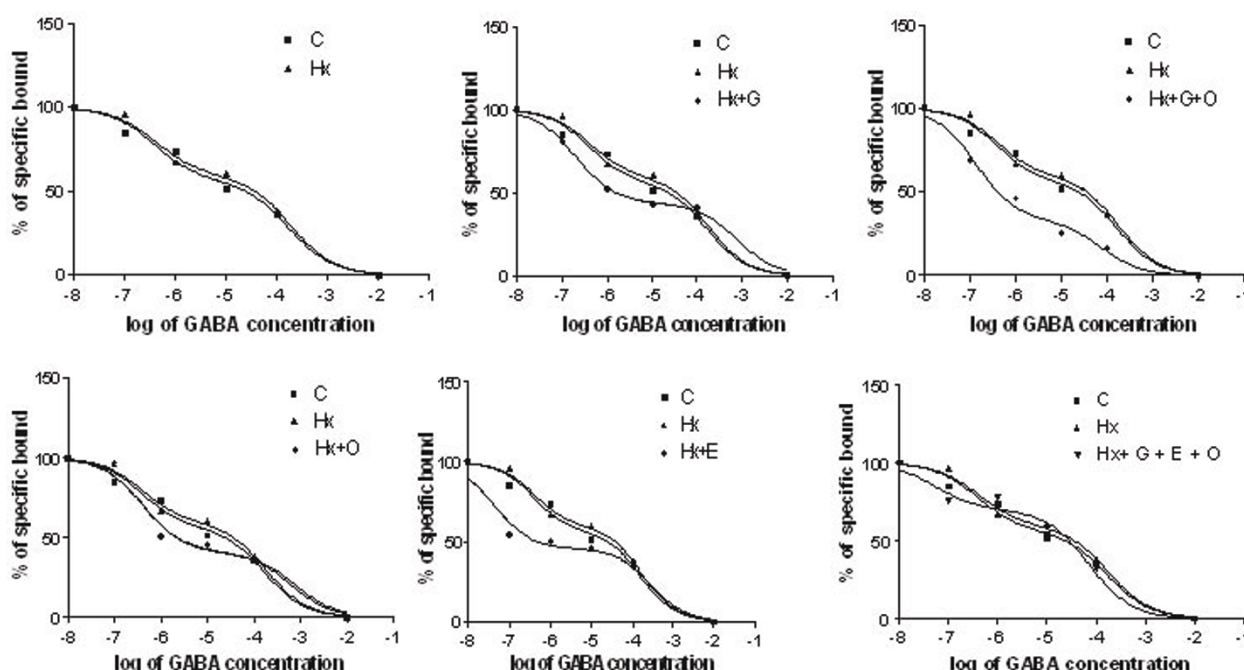 150
100
50
0
% of specific bound
C
Hx
-8 -7 -6 -5 -4 -3 -2 -1
log of GABA concentration
150
100
50
0
% of specific bound
C
Hx
Hx+G
-8 -7 -6 -5 -4 -3 -2 -1
log of GABA concentration
150
100
50
0
% of specific bound
C
Hx
Hx+G+O
-8 -7 -6 -5 -4 -3 -2 -1
log of GABA concentration
150
100
50
0
% of specific bound
C
Hx
Hx+O
-8 -7 -6 -5 -4 -3 -2 -1
log of GABA concentration
150
100
50
0
% of specific bound
C
Hx
Hx+E
-8 -7 -6 -5 -4 -3 -2 -1
log of GABA concentration
150
100
50
0
% of specific bound
C
Hx
Hx+ G + E + O
-8 -7 -6 -5 -4 -3 -2 -1
log of GABA concentration